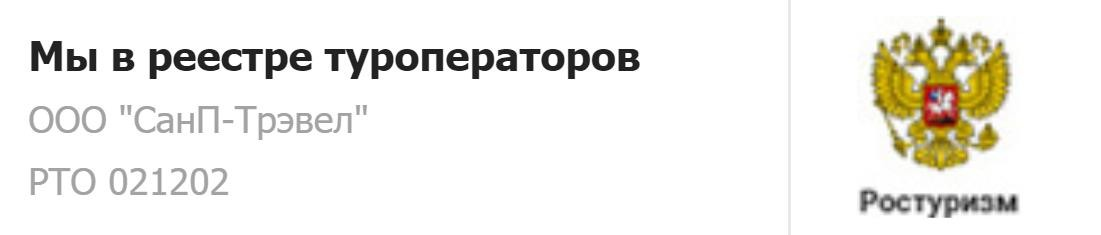 Мы в реестре туроператоров
ООО "СанП-Трэвел"
РТО 021202
Ростуризм